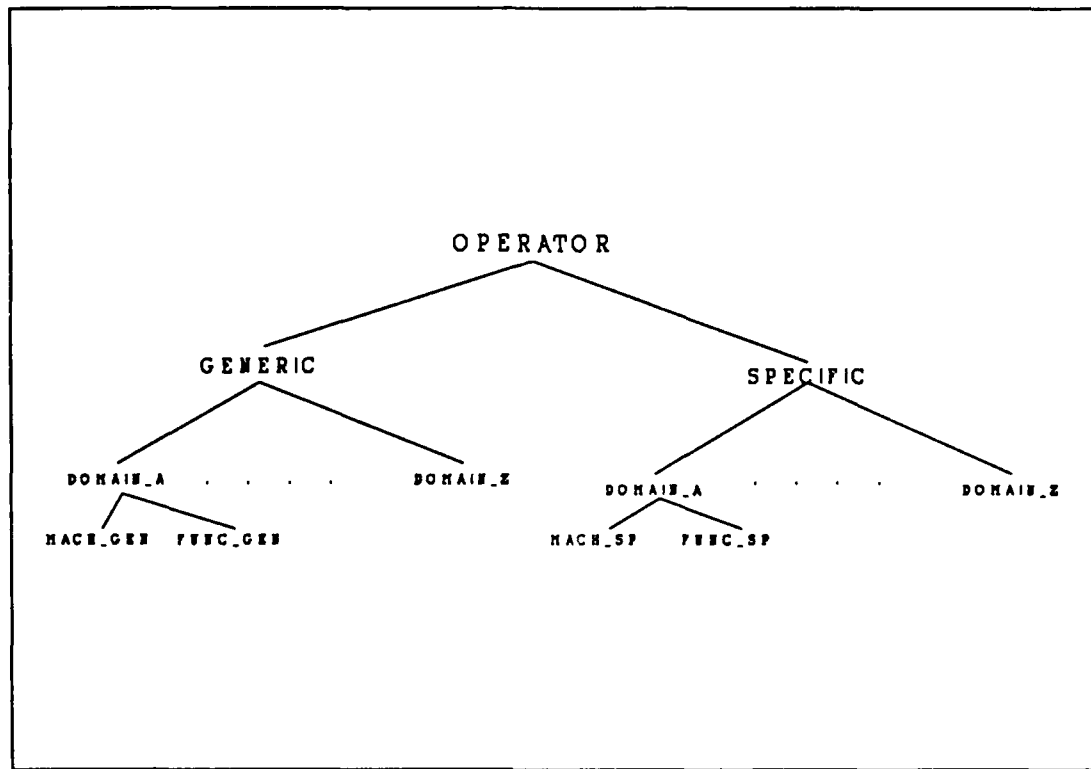 OPERATOR
GENERIC SPECIFIC
DOMAIN_A . . . . . DOMAIN_Z DOMAIN_A . . . . DOMAIN_Z
MACH_GEN FUNC_GEN MACH_SP FUNC_SP